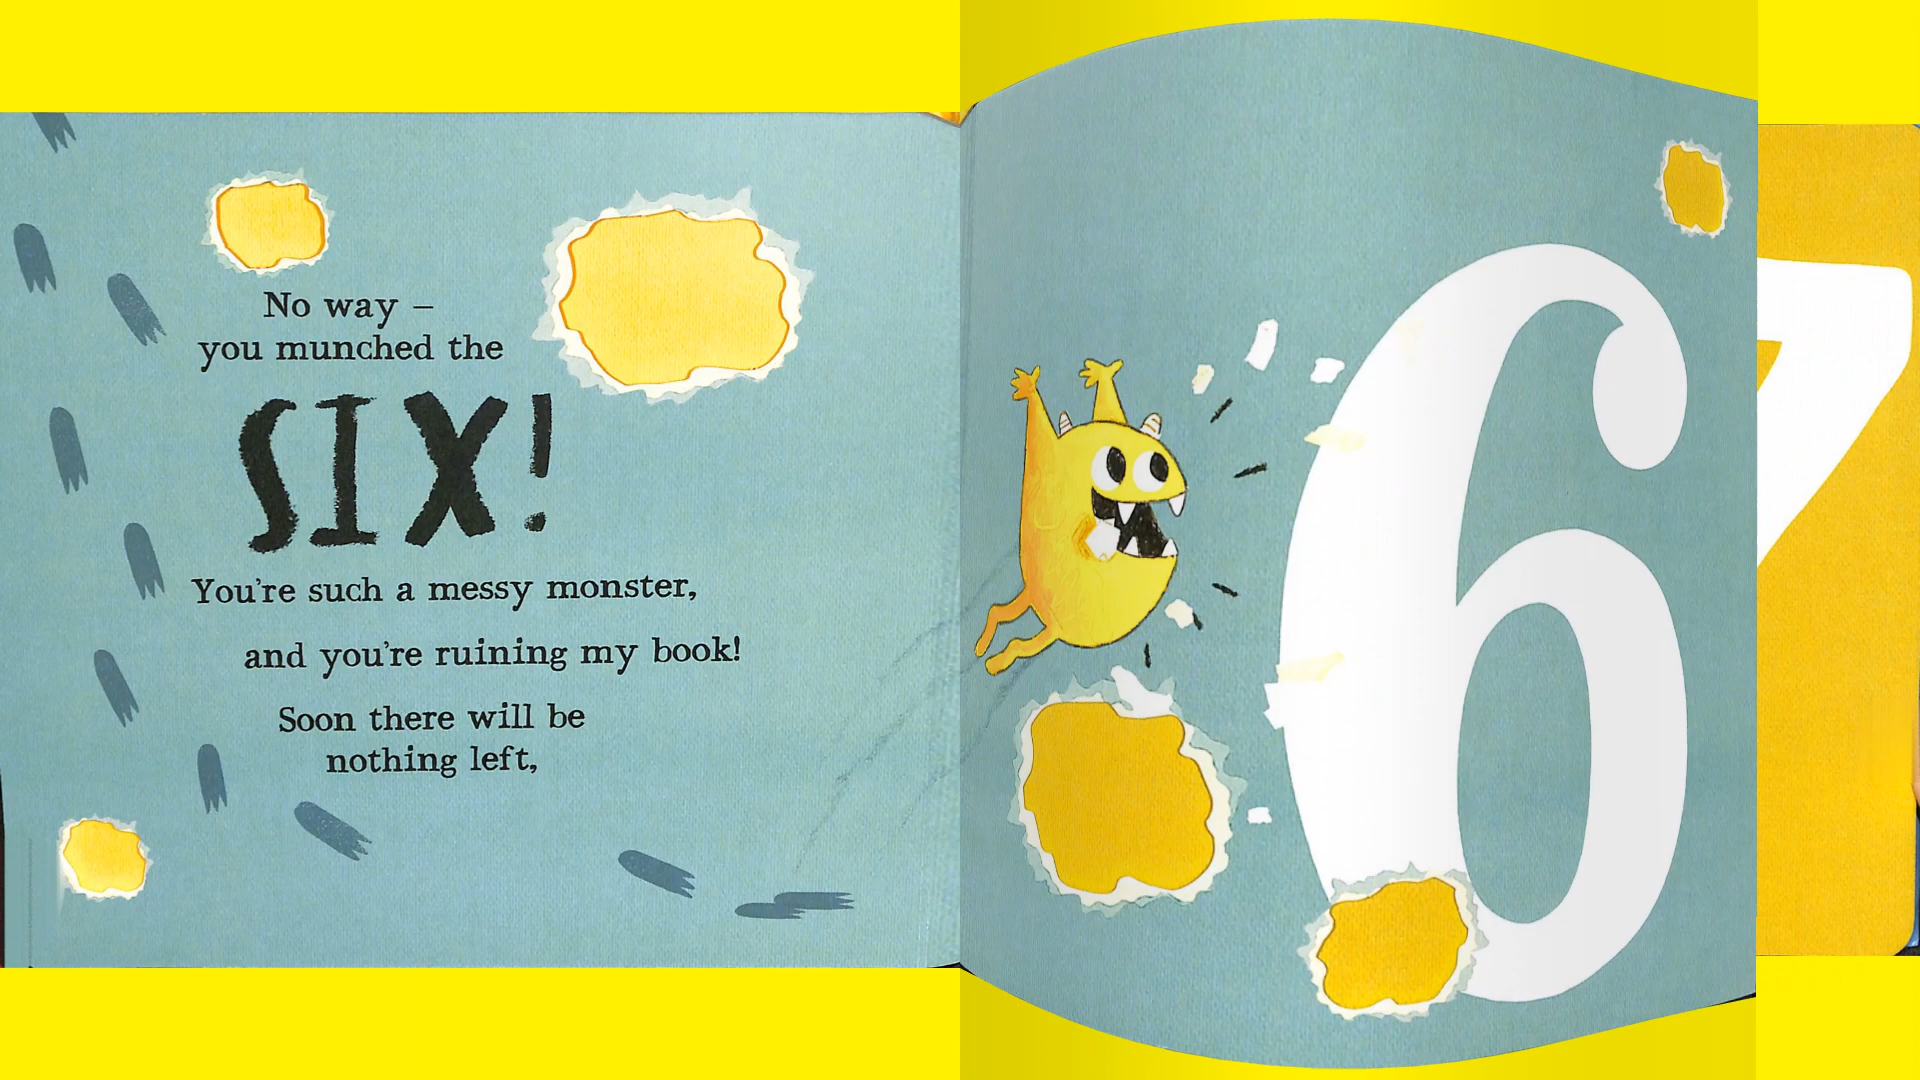 No way –
you munched the
SIX!
You're such a messy monster,
and you're ruining my book!
Soon there will be
nothing left,
6
7